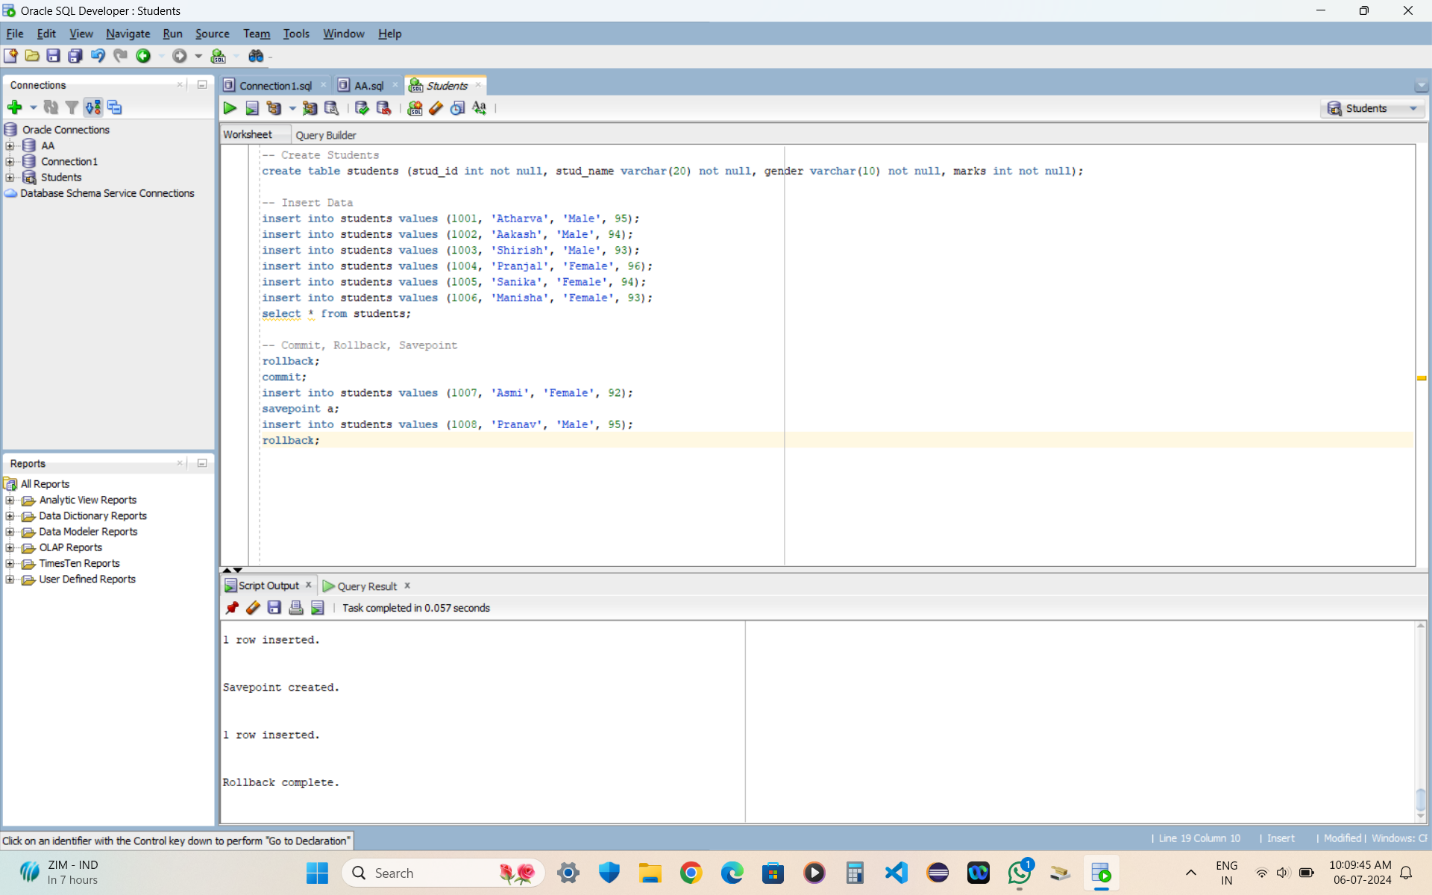 Oracle SQL Developer : Students
File Edit View Navigate Run Source Team Tools Window Help
Connections
Oracle Connections
AA
Connection1
Students
Database Schema Service Connections
Reports
All Reports
Analytic View Reports
Data Dictionary Reports
Data Modeler Reports
OLAP Reports
TimesTen Reports
User Defined Reports
Connection1.sql AA.sql Students
Students
Worksheet Query Builder
-- Create Students
create table students (stud_id int not null, stud_name varchar(20) not null, gender varchar(10) not null, marks int not null);
-- Insert Data
insert into students values (1001, 'Atharva', 'Male', 95);
insert into students values (1002, 'Aakash', 'Male', 94);
insert into students values (1003, 'Shirish', 'Male', 93);
insert into students values (1004, 'Pranjal', 'Female', 96);
insert into students values (1005, 'Sanika', 'Female', 94);
insert into students values (1006, 'Manisha', 'Female', 93);
select * from students;
-- Commit, Rollback, Savepoint
rollback;
commit;
insert into students values (1007, 'Asmi', 'Female', 92);
savepoint a;
insert into students values (1008, 'Pranav', 'Male', 95);
rollback;
Script Output Query Result
Task completed in 0.057 seconds
1 row inserted.
Savepoint created.
1 row inserted.
Rollback complete.
Click on an identifier with the Control key down to perform "Go to Declaration"
Line 19 Column 10 Insert Modified Windows: C
ZIM - IND
In 7 hours
Search
1
ENG
IN
10:09:45 AM
06-07-2024